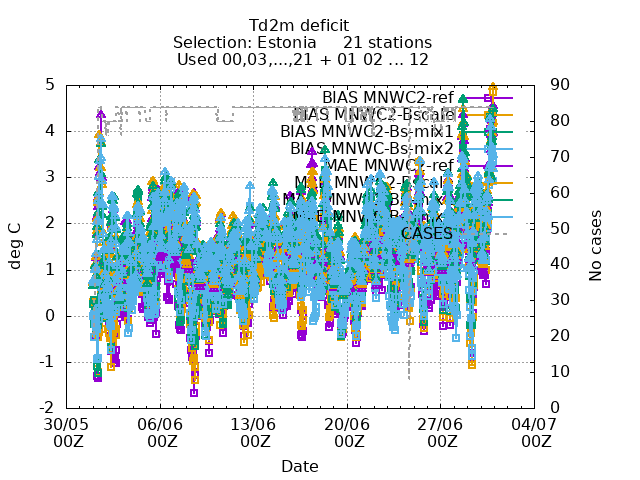 Td2m deficit
Selection: Estonia 21 stations
Used 00,03,...,21 + 01 02 ... 12
deg C
No cases
5
4
3
2
1
0
-1
-2
90
80
70
60
50
40
30
20
10
0
BIAS MNWC2-ref
BIAS MNWC2-Bscale
BIAS MNWC2-Bs-mix1
BIAS MNWC-Bs-mix2
MAE MNWC-ref
CASES
30/05 06/06 13/06 20/06 27/06 04/07
00Z 00Z 00Z 00Z 00Z 00Z
Date